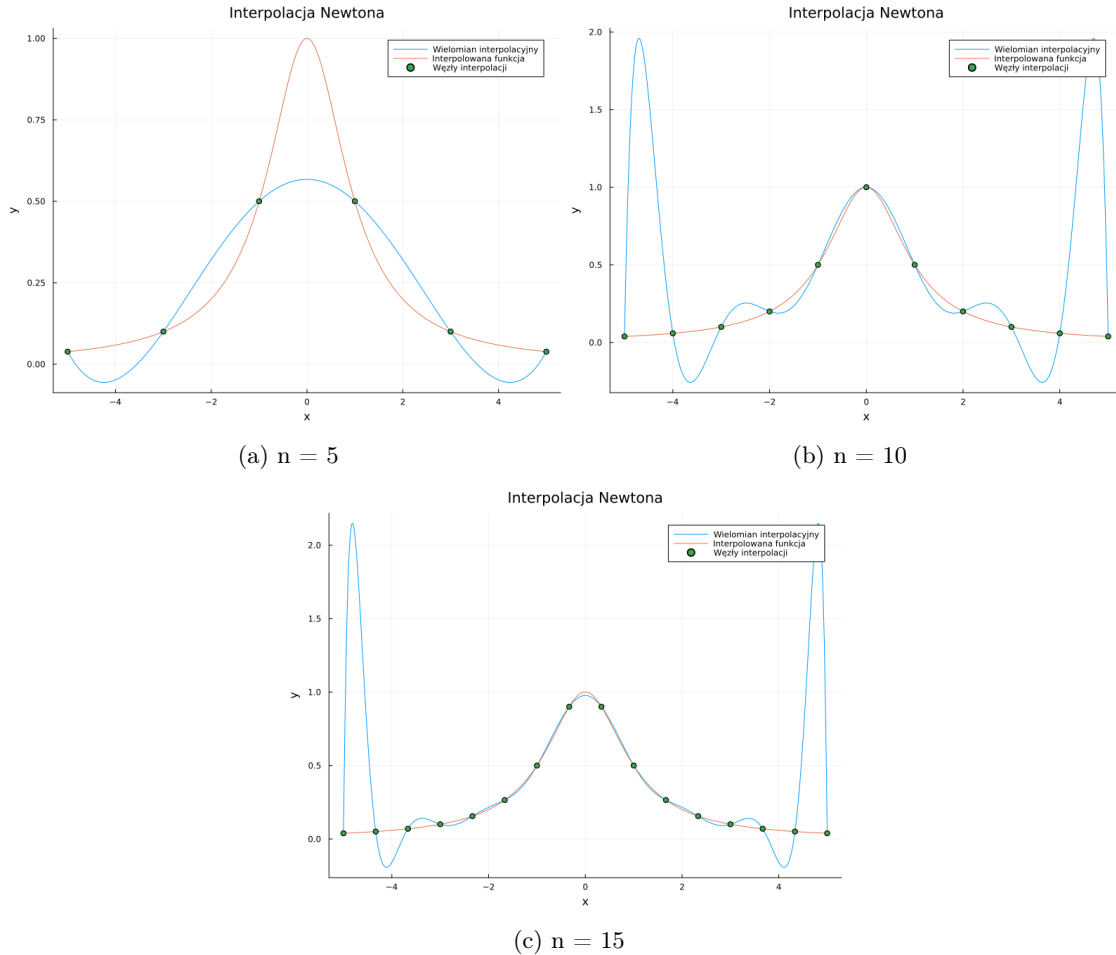 Interpolacja Newtona
Wielomian interpolacyjny
Interpolowana funkcja
Węzły interpolacji
y
1.00
0.75
0.50
0.25
0.00
−4
−2
0
2
4
x
(a) n = 5
Interpolacja Newtona
Wielomian interpolacyjny
Interpolowana funkcja
Węzły interpolacji
y
2.0
1.5
1.0
0.5
0.0
−4
−2
0
2
4
x
(b) n = 10
Interpolacja Newtona
Wielomian interpolacyjny
Interpolowana funkcja
Węzły interpolacji
y
2.0
1.5
1.0
0.5
0.0
−4
−2
0
2
4
x
(c) n = 15